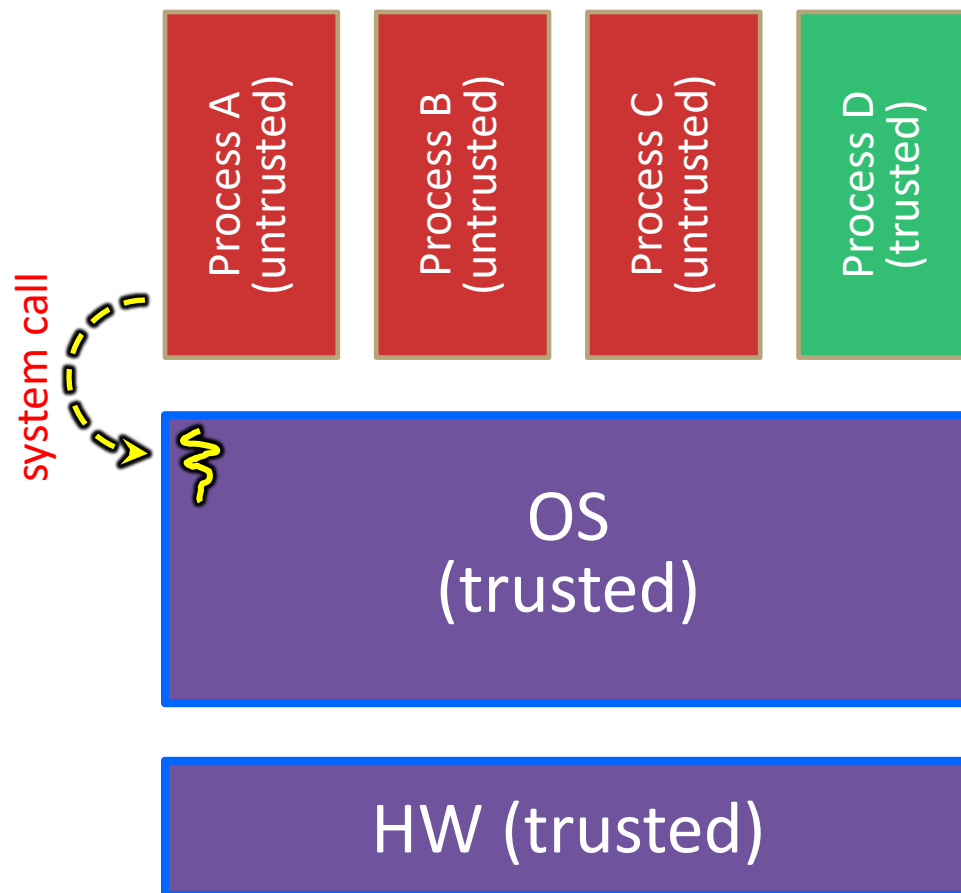 Process A
(untrusted)
Process B
(untrusted)
Process C
(untrusted)
Process D
(trusted)
system call
OS
(trusted)
HW (trusted)